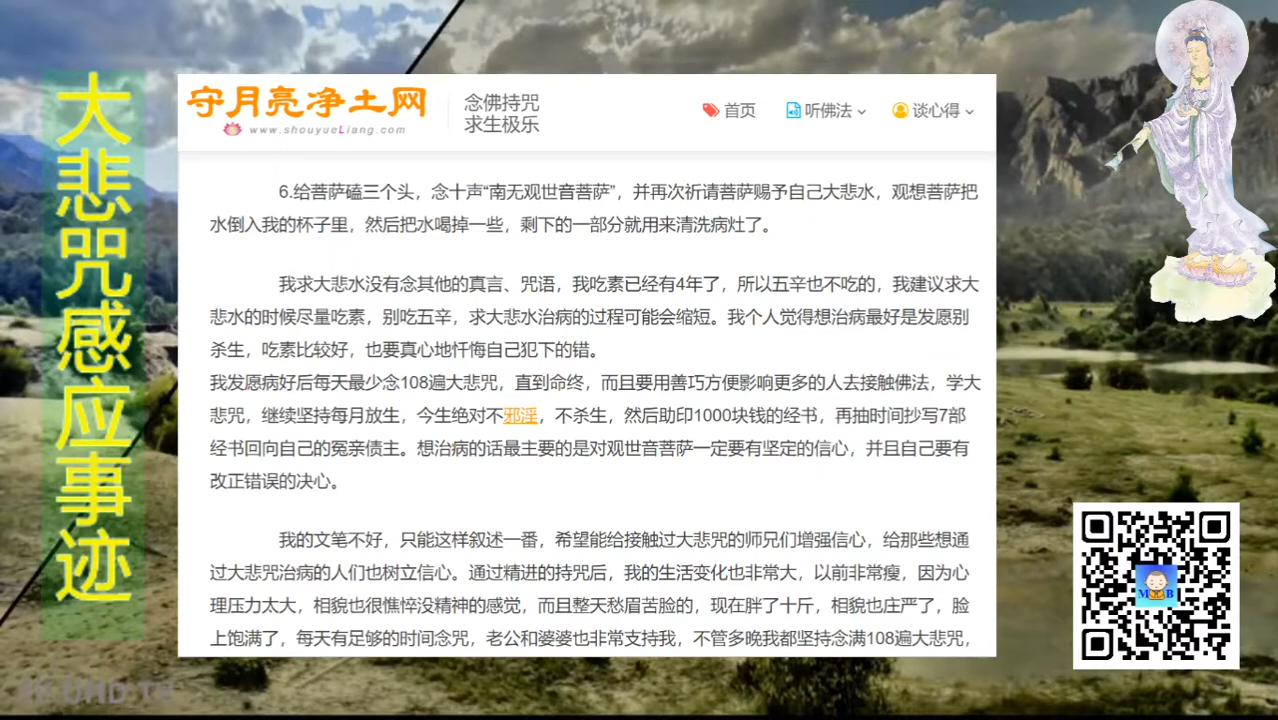 大悲咒感应事迹
守月亮净土网
www.shouyueLiang.com
念佛持咒
求生极乐
首页
听佛法
谈心得
6.给菩萨磕三个头，念十声“南无观世音菩萨”，并再次祈请菩萨赐予自己大悲水，观想菩萨把
水倒入我的杯子里，然后把水喝掉一些，剩下的一部分就用来清洗病灶了。
我求大悲水没有念其他的真言、咒语，我吃素已经有4年了，所以五辛也不吃的，我建议求大
悲水的时候尽量吃素，别吃五辛，求大悲水治病的过程可能会缩短。我个人觉得想治病最好是发愿别
杀生，吃素比较好，也要真心地忏悔自己犯下的错。
我发愿病好后每天最少念108遍大悲咒，直到命终，而且要用善巧方便影响更多的人去接触佛法，学大
悲咒，继续坚持每月放生，今生绝对不邪淫，不杀生，然后助印1000块钱的经书，再抽时间抄写7部
经书回向自己的冤亲债主。想治病的话最主要的是对观世音菩萨一定要有坚定的信心，并且自己要有
改正错误的决心。
我的文笔不好，只能这样叙述一番，希望能给接触过大悲咒的师兄们增强信心，给那些想通
过大悲咒治病的人们也树立信心。通过精进的持咒后，我的生活变化也非常大，以前非常瘦，因为心
理压力太大，相貌也很憔悴没精神的感觉，而且整天愁眉苦脸的，现在胖了十斤，相貌也庄严了，脸
上饱满了，每天有足够的时间念咒，老公和婆婆也非常支持我，不管多晚我都坚持念满108遍大悲咒，
M B
4K UHD TV